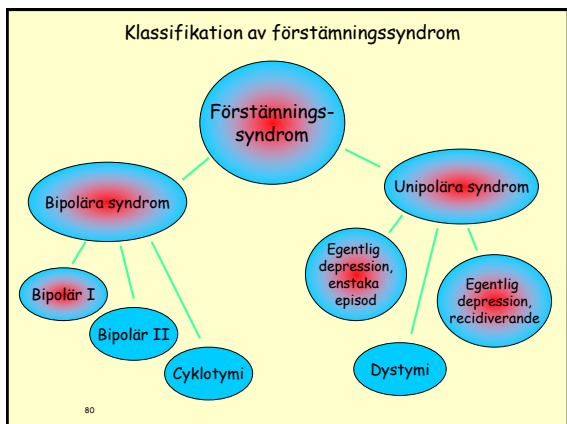 Klassifikation av förstämningssyndrom
Förstämnings-
syndrom
Bipolära syndrom
Unipolära syndrom
Bipolär I
Bipolär II
Cyklotymi
Egentlig
depression,
enstaka
episod
Dystymi
Egentlig
depression,
recidiverande
80